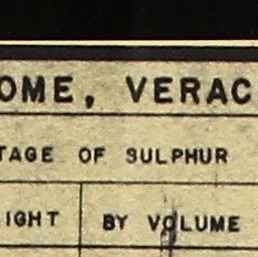 OME, VERAC
TAGE OF SULPHUR
IGHT BY VOLUME